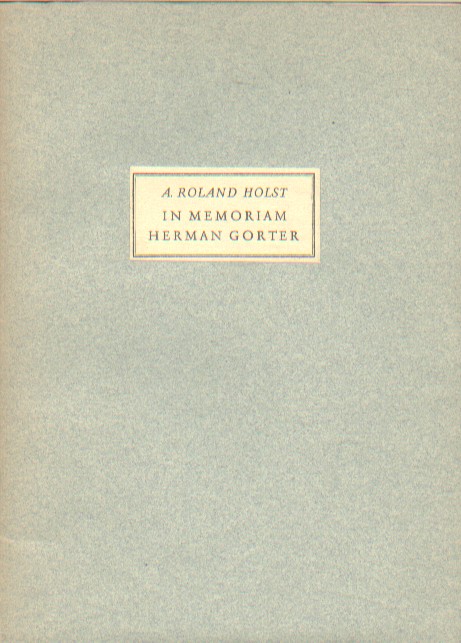 A. ROLAND HOLST
IN MEMORIAM
HERMAN GORTER